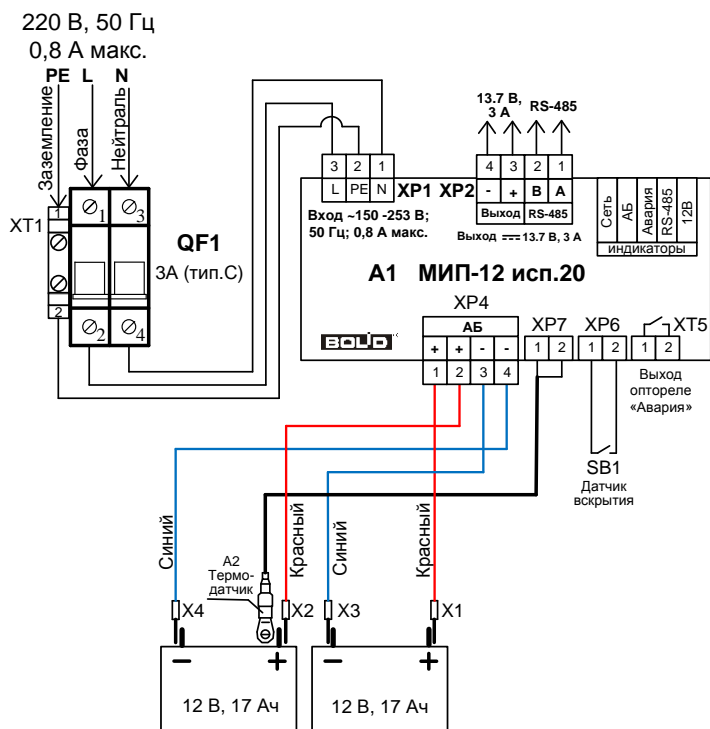 220 В, 50 Гц
0,8 А макс.
PE L N
Заземление
Фаза
Нейтраль
XT1
1
2
1 3
2 4
QF1
3А (тип.С)
3 2 1
L PE N
XP1 XP2
Вход ~150 -253 В;
50 Гц; 0,8 А макс.
13.7 В,
3 А
RS-485
4 3 2 1
- + B A
Выход RS-485
Выход 13.7 В, 3 А
Сеть
АБ
Авария
RS-485
12В
индикаторы
А1 МИП-12 исп.20
BOLID
XP4
АБ
+ + - -
1 2 3 4
XP7
1 2
XP6
1 2
XT5
1 2
Выход
оптореле
«Авария»
SB1
Датчик
вскрытия
Синий
Красный
Синий
Красный
А2
Термо-
датчик
X4 X2 X3 X1
− + − +
12 В, 17 Ач
12 В, 17 Ач